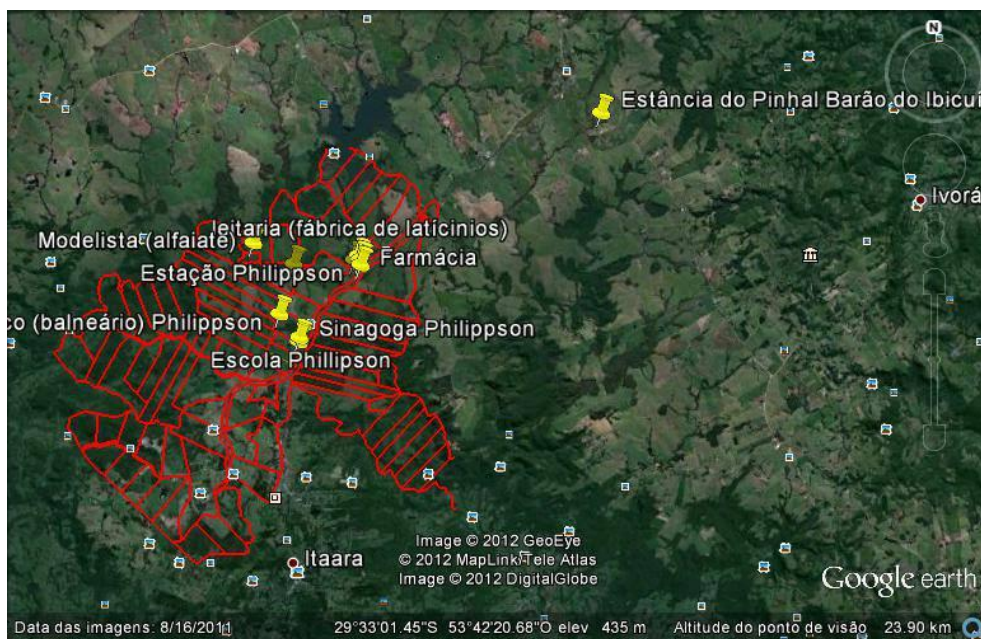 N
Estância do Pinhal Barão do Ibicuí
Ivorá
leitaria (fábrica de laticínios)
Modelista (alfaiate)
Farmácia
Estação Philippson
co (balneário) Philippson
Sinagoga Philippson
Escola Phillipson
Image © 2012 GeoEye
© 2012 MapLink/Tele Atlas
Image © 2012 DigitalGlobe
Itaara
Google earth
Data das imagens: 8/16/2011 29°33'01.45"S 53°42'20.68"O elev 435 m Altitude do ponto de visão 23.90 km